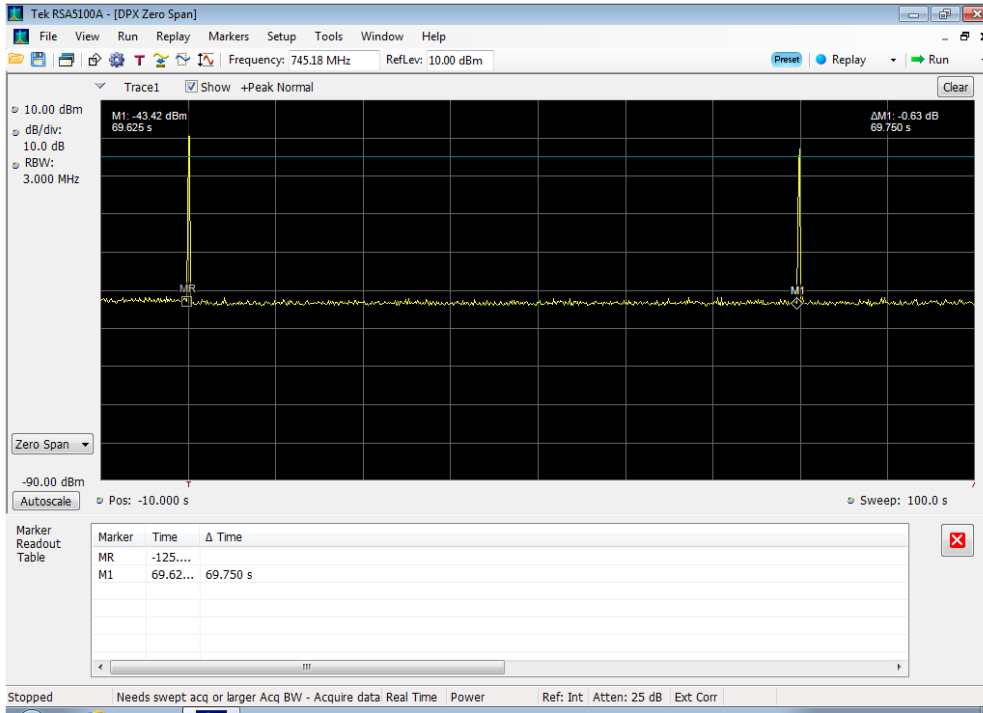 Tek RSA5100A - [DPX Zero Span]
File View Run Replay Markers Setup Tools Window Help
T Frequency: 745.18 MHz RefLev: 10.00 dBm Preset Replay Run
Trace1 Show +Peak Normal Clear
10.00 dBm
dB/div:
10.0 dB
RBW:
3.000 MHz
M1: -43.42 dBm
69.625 s
ΔM1: -0.63 dB
69.750 s
MR
M1
Zero Span
-90.00 dBm
T
Autoscale Pos: -10.000 s Sweep: 100.0 s
Marker
Readout
Table
Marker Time Δ Time
MR -125....
M1 69.62... 69.750 s
Stopped Needs swept acq or larger Acq BW - Acquire data Real Time Power Ref: Int Atten: 25 dB Ext Corr